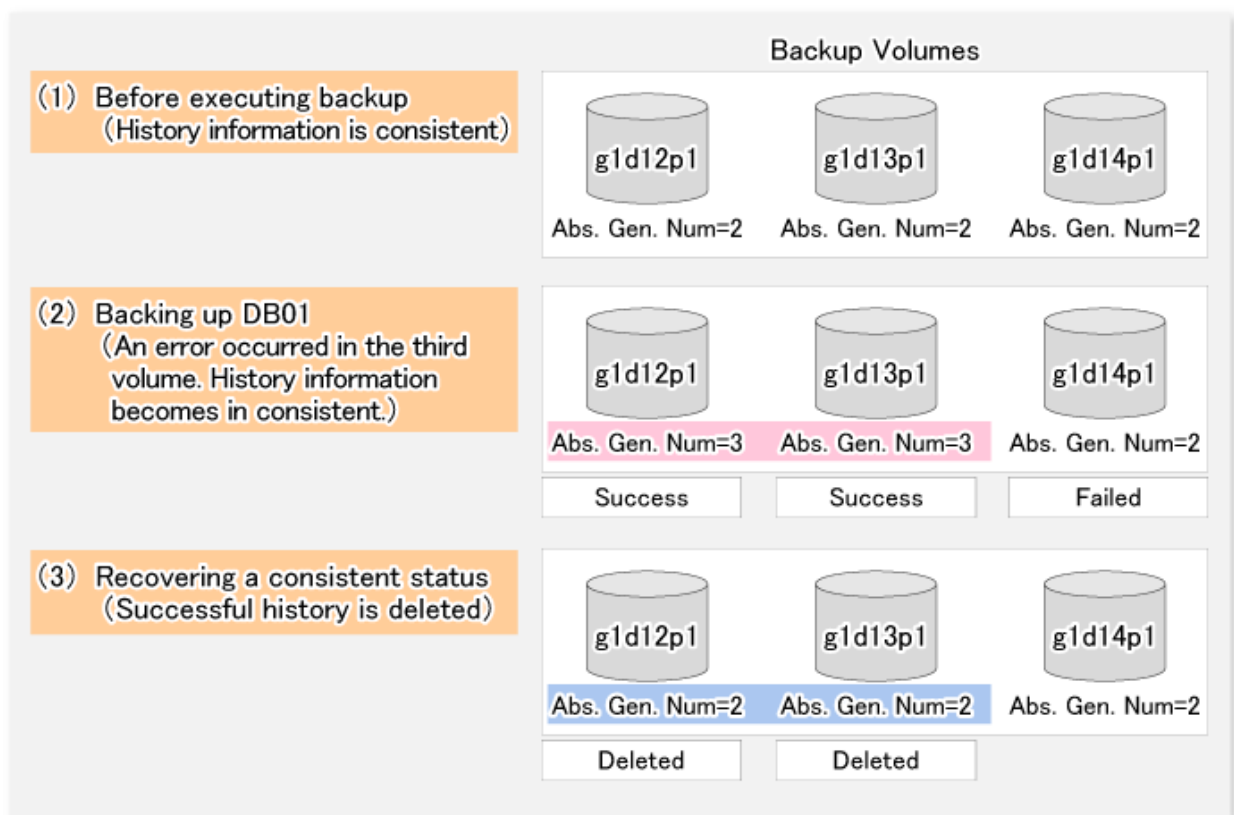 Backup Volumes
(1) Before executing backup
(History information is consistent)
g1d12p1 g1d13p1 g1d14p1
Abs. Gen. Num=2 Abs. Gen. Num=2 Abs. Gen. Num=2
(2) Backing up DB01
(An error occurred in the third
volume. History information
becomes in consistent.)
g1d12p1 g1d13p1 g1d14p1
Abs. Gen. Num=3 Abs. Gen. Num=3 Abs. Gen. Num=2
Success Success Failed
(3) Recovering a consistent status
(Successful history is deleted)
g1d12p1 g1d13p1 g1d14p1
Abs. Gen. Num=2 Abs. Gen. Num=2 Abs. Gen. Num=2
Deleted Deleted